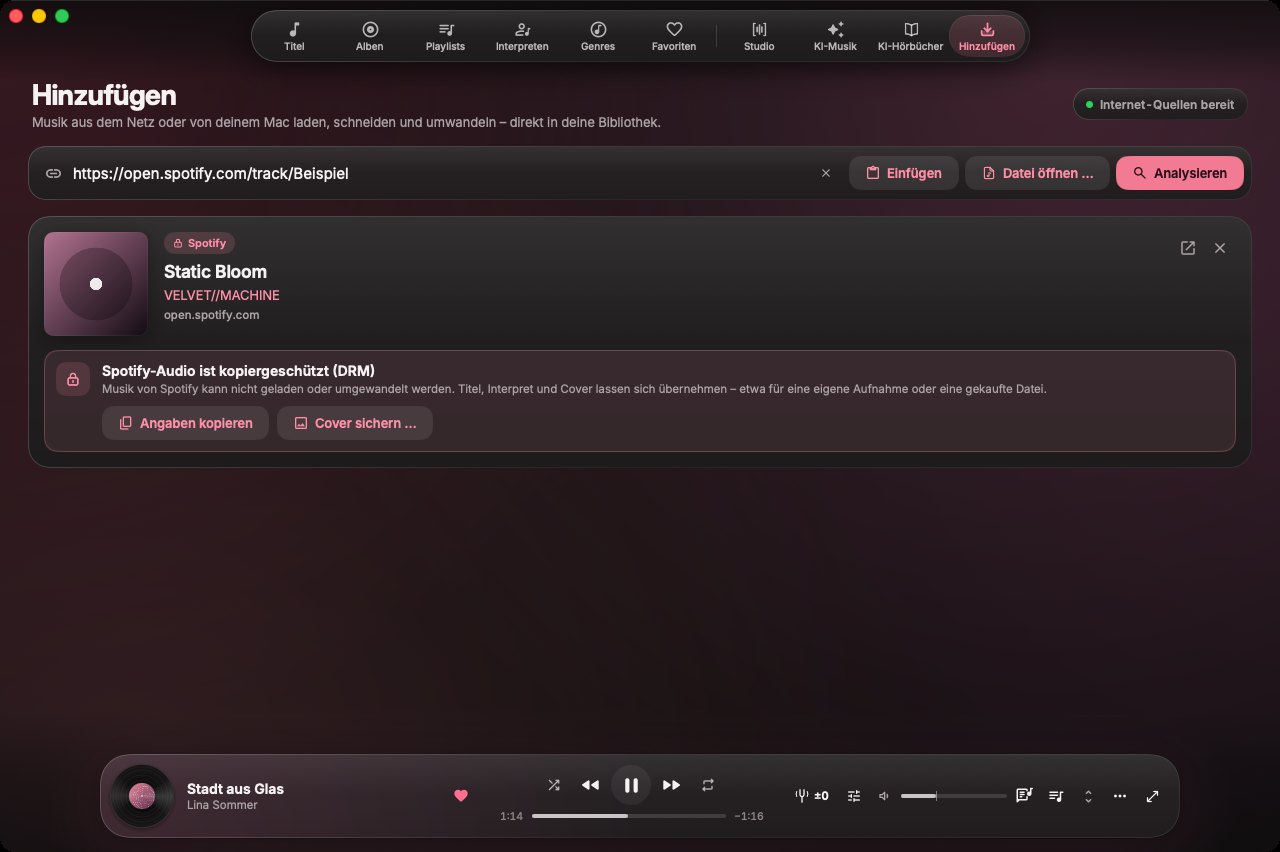 Titel
Alben
Playlists
Interpreten
Genres
Favoriten
Studio
KI-Musik
KI-Hörbücher
Hinzufügen
Hinzufügen
Musik aus dem Netz oder von deinem Mac laden, schneiden und umwandeln – direkt in deine Bibliothek.
Internet-Quellen bereit
https://open.spotify.com/track/Beispiel
Einfügen
Datei öffnen ...
Analysieren
Spotify
Static Bloom
VELVET//MACHINE
open.spotify.com
Spotify-Audio ist kopiergeschützt (DRM)
Musik von Spotify kann nicht geladen oder umgewandelt werden. Titel, Interpret und Cover lassen sich übernehmen – etwa für eine eigene Aufnahme oder eine gekaufte Datei.
Angaben kopieren
Cover sichern ...
Stadt aus Glas
Lina Sommer
1:14
−1:16
±0